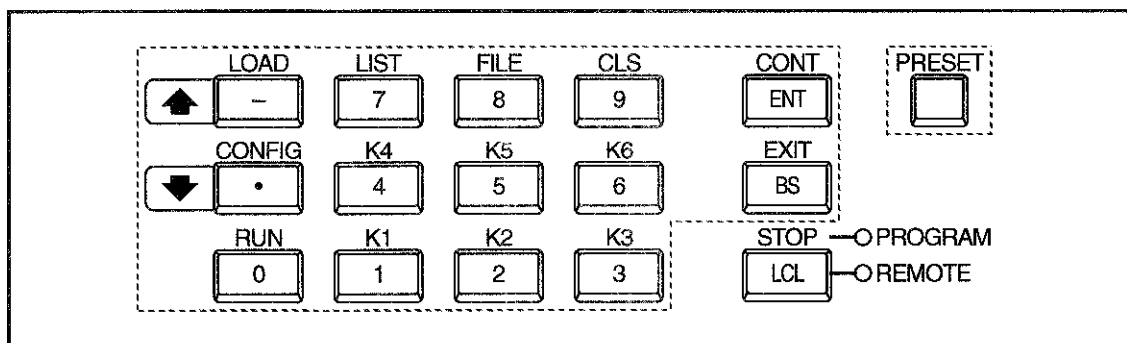 LOAD LIST FILE CLS CONT PRESET
– 7 8 9 ENT
CONFIG K4 K5 K6 EXIT
• 4 5 6 BS
RUN K1 K2 K3 STOP PROGRAM
0 1 2 3 LCL REMOTE